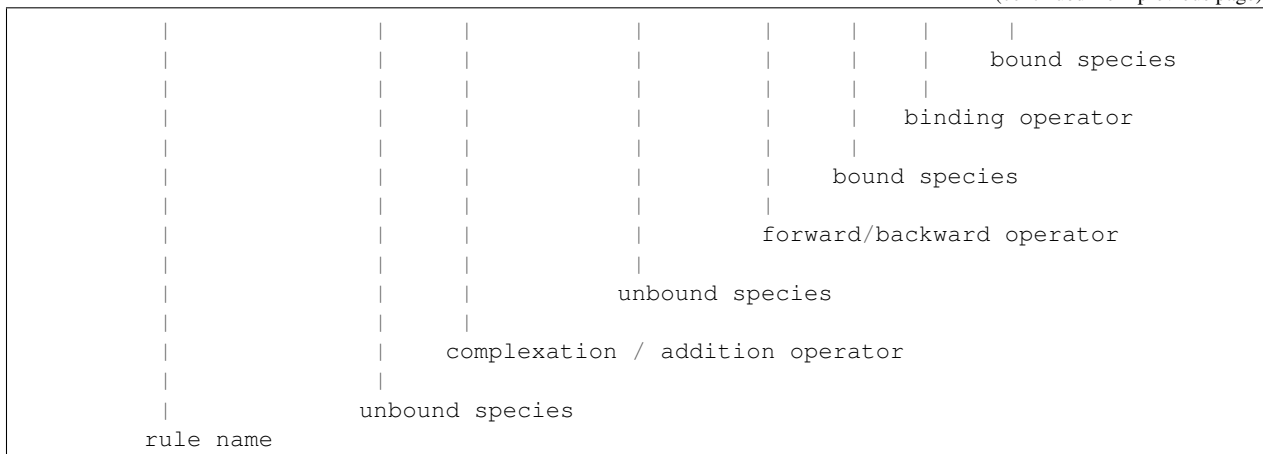 bound species
binding operator
bound species
forward/backward operator
unbound species
complexation / addition operator
unbound species
rule name